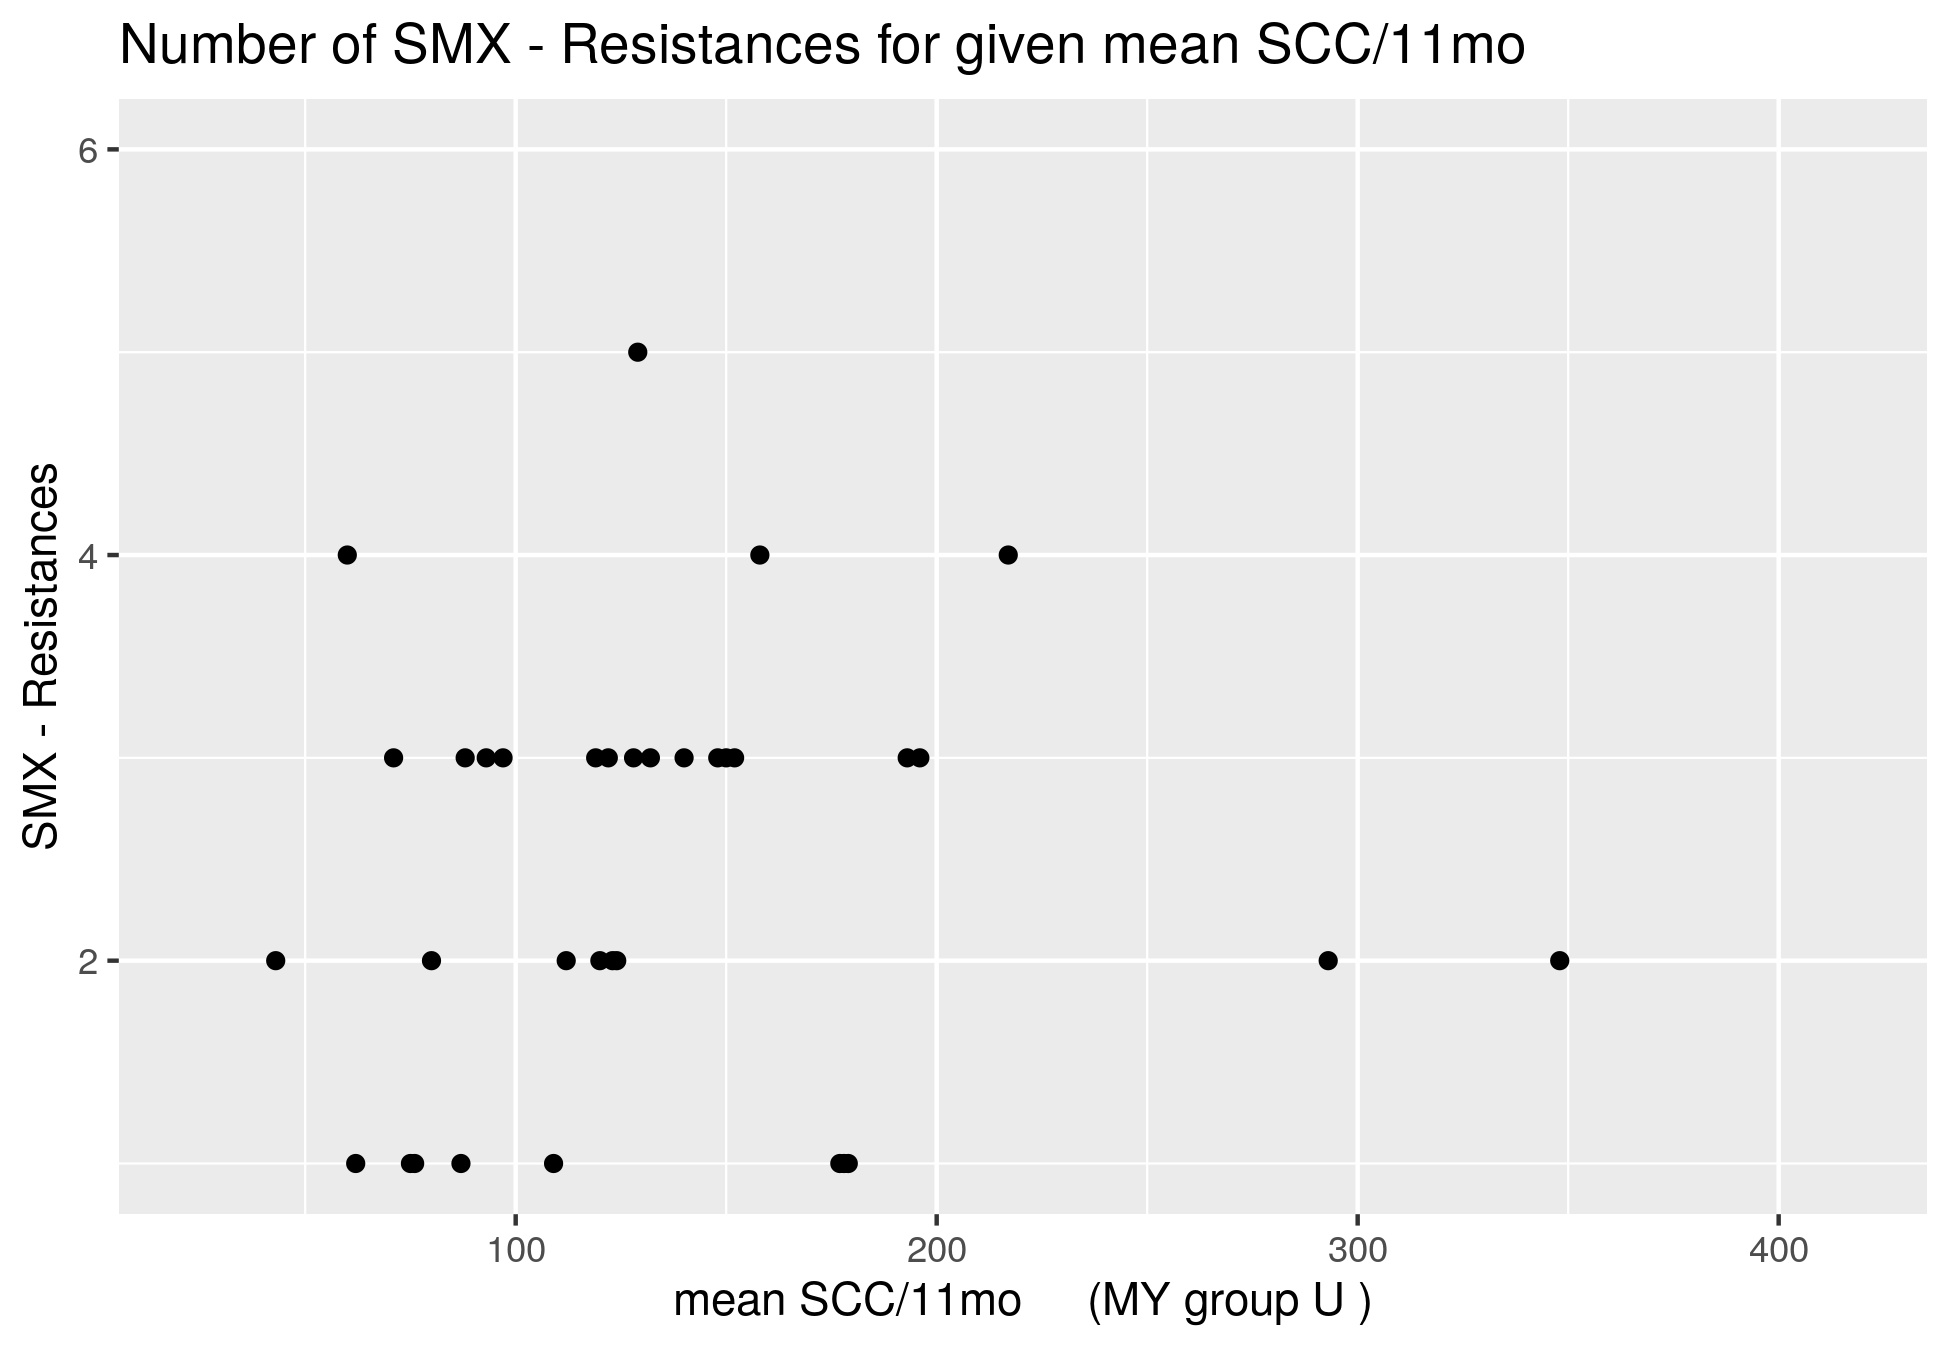 Number of SMX - Resistances for given mean SCC/11mo
6
4
2
SMX - Resistances
100 200 300 400
mean SCC/11mo (MY group U )